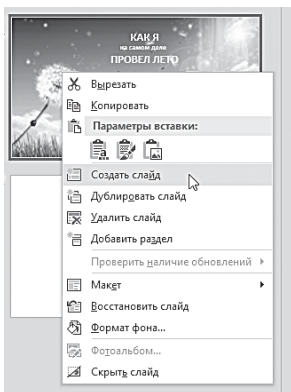 КАК Я
на самом деле
ПРОВЕЛ ЛЕТО
Вырезать
Копировать
Параметры вставки:
Создать слайд
Дублировать слайд
Удалить слайд
Добавить раздел
Проверить наличие обновлений
Макет
Восстановить слайд
Формат фона...
Фотоальбом...
Скрыть слайд